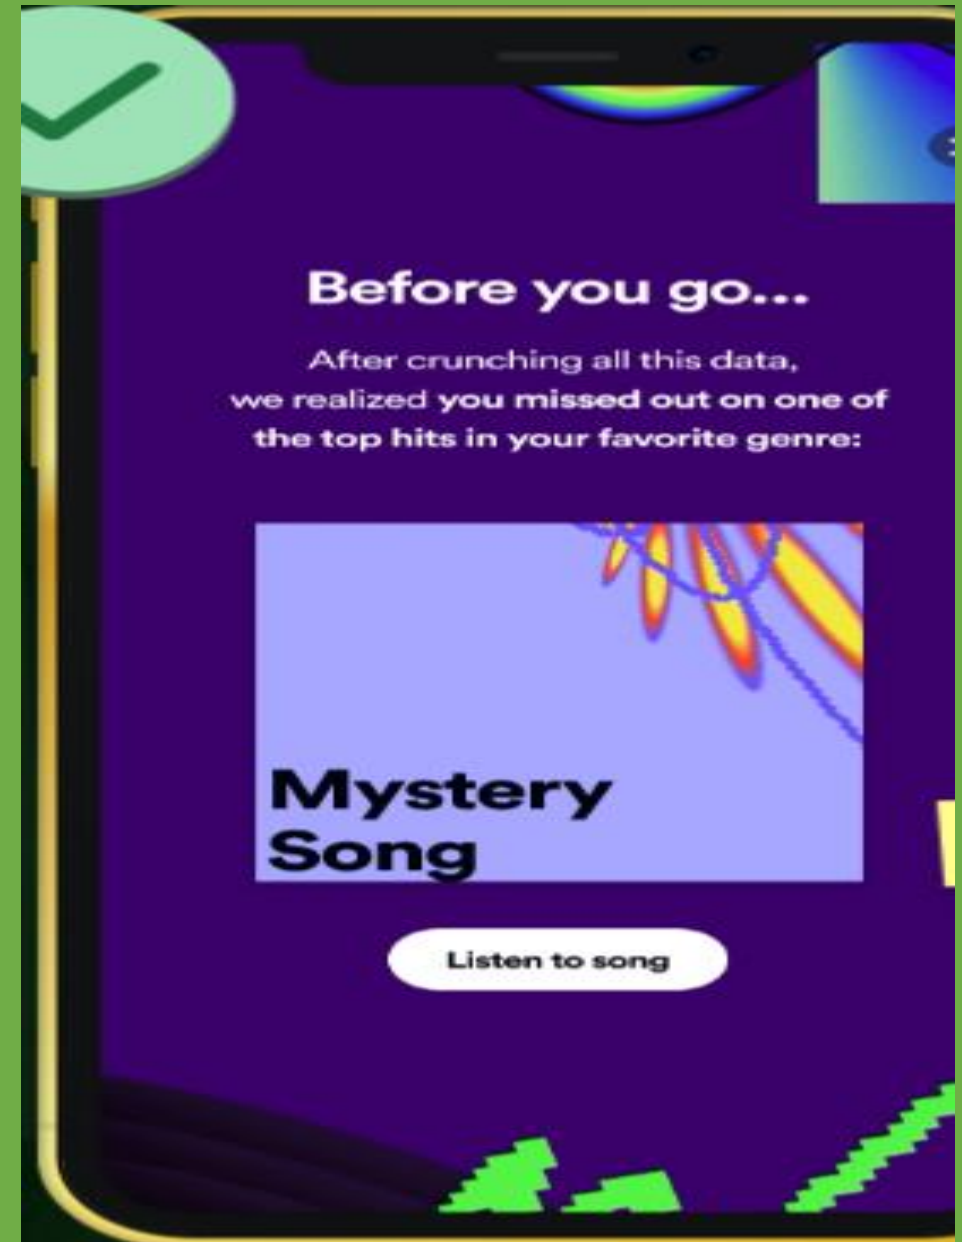 Before you go...
After crunching all this data,
we realized you missed out on one of
the top hits in your favorite genre:
Mystery
Song
Listen to song